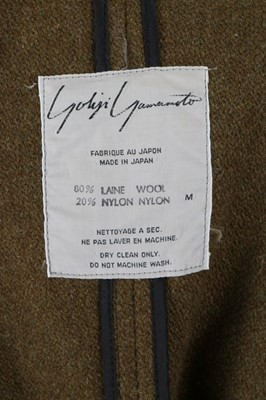 Yohji Yamamoto
FABRIQUE AU JAPON
MADE IN JAPAN
80% LAINE WOOL
20% NYLON NYLON M
NETTOYAGE A SEC.
NE PAS LAVER EN MACHINE.
DRY CLEAN ONLY.
DO NOT MACHINE WASH.